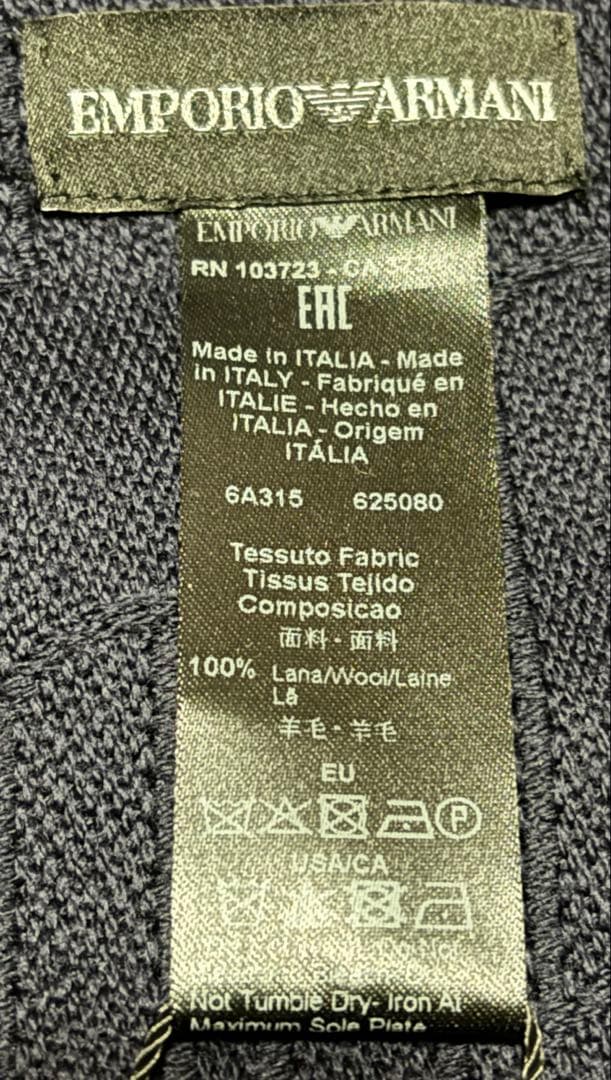 EMPORIO ARMANI
EMPORIO ARMANI
RN 103723 - CA
EAC
Made in ITALIA - Made
in ITALY - Fabriqué en
ITALIE - Hecho en
ITALIA - Origem
ITÁLIA
6A315 625080
Tessuto Fabric
Tissus Tejido
Composicao
面料 · 面料
100% Lana/Wool/Laine
Lã
羊毛 · 羊毛
EU
P
USA/CA
Not Tumble Dry- Iron At
Maximum Sole Plate